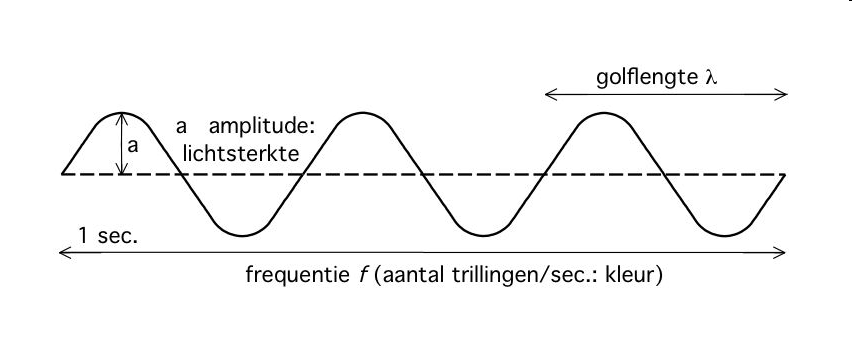 golflengte λ
a amplitude:
lichtsterkte
a
1 sec.
frequentie f (aantal trillingen/sec.: kleur)